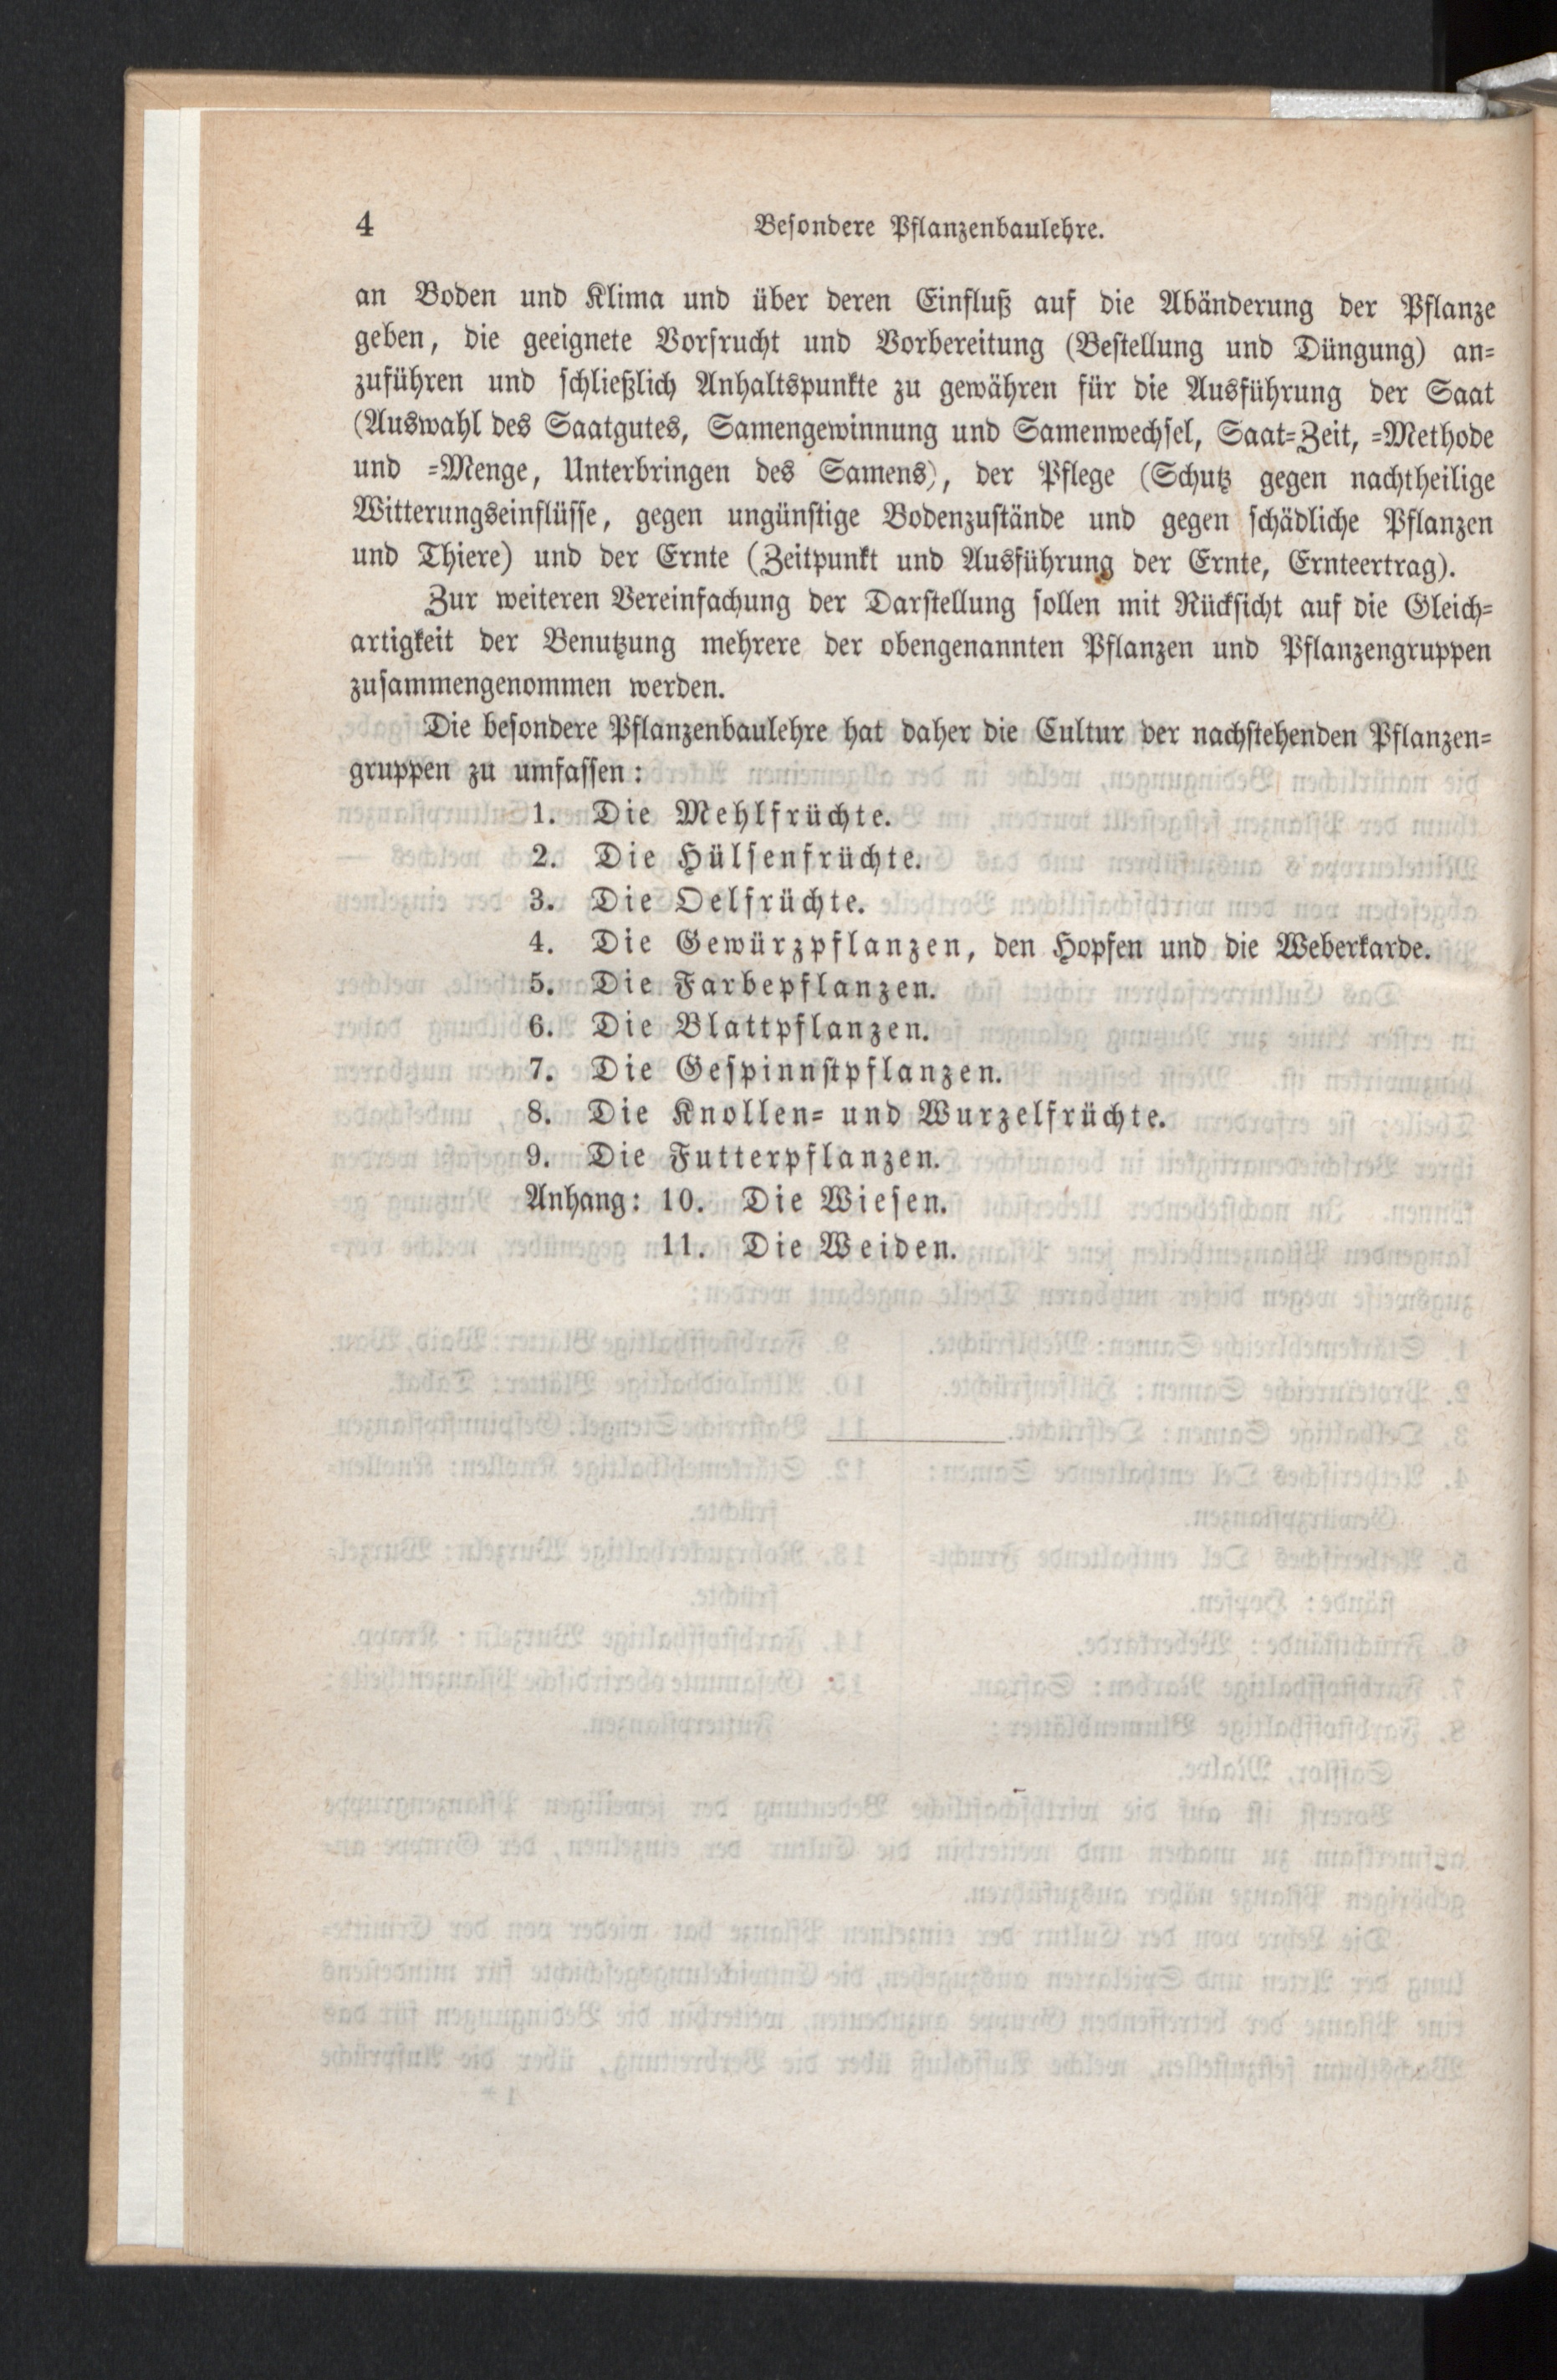 4 Besondere Pflanzenbaulehre.
an Boden und Klima und über deren Einfluß auf die Abänderung der Pflanze
geben, die geeignete Vorfrucht und Vorbereitung (Bestellung und Düngung) an-
zuführen und schließlich Anhaltspunkte zu gewähren für die Ausführung der Saat
(Auswahl des Saatgutes, Samengewinnung und Samenwechsel, Saat-Zeit, -Methode
und -Menge, Unterbringen des Samens), der Pflege (Schutz gegen nachtheilige
Witterungseinflüsse, gegen ungünstige Bodenzustände und gegen schädliche Pflanzen
und Thiere) und der Ernte (Zeitpunkt und Ausführung der Ernte, Ernteertrag).
Zur weiteren Vereinfachung der Darstellung sollen mit Rücksicht auf die Gleich-
artigkeit der Benutzung mehrere der obengenannten Pflanzen und Pflanzengruppen
zusammengenommen werden.
Die besondere Pflanzenbaulehre hat daher die Cultur der nachstehenden Pflanzen-
gruppen zu umfassen:
1. Die Mehlfrüchte.
2. Die Hülsenfrüchte.
3. Die Oelfrüchte.
4. Die Gewürzpflanzen, den Hopfen und die Weberkarde.
5. Die Farbepflanzen.
6. Die Blattpflanzen.
7. Die Gespinnstpflanzen.
8. Die Knollen- und Wurzelfrüchte.
9. Die Futterpflanzen.
Anhang: 10. Die Wiesen.
11. Die Weiden.